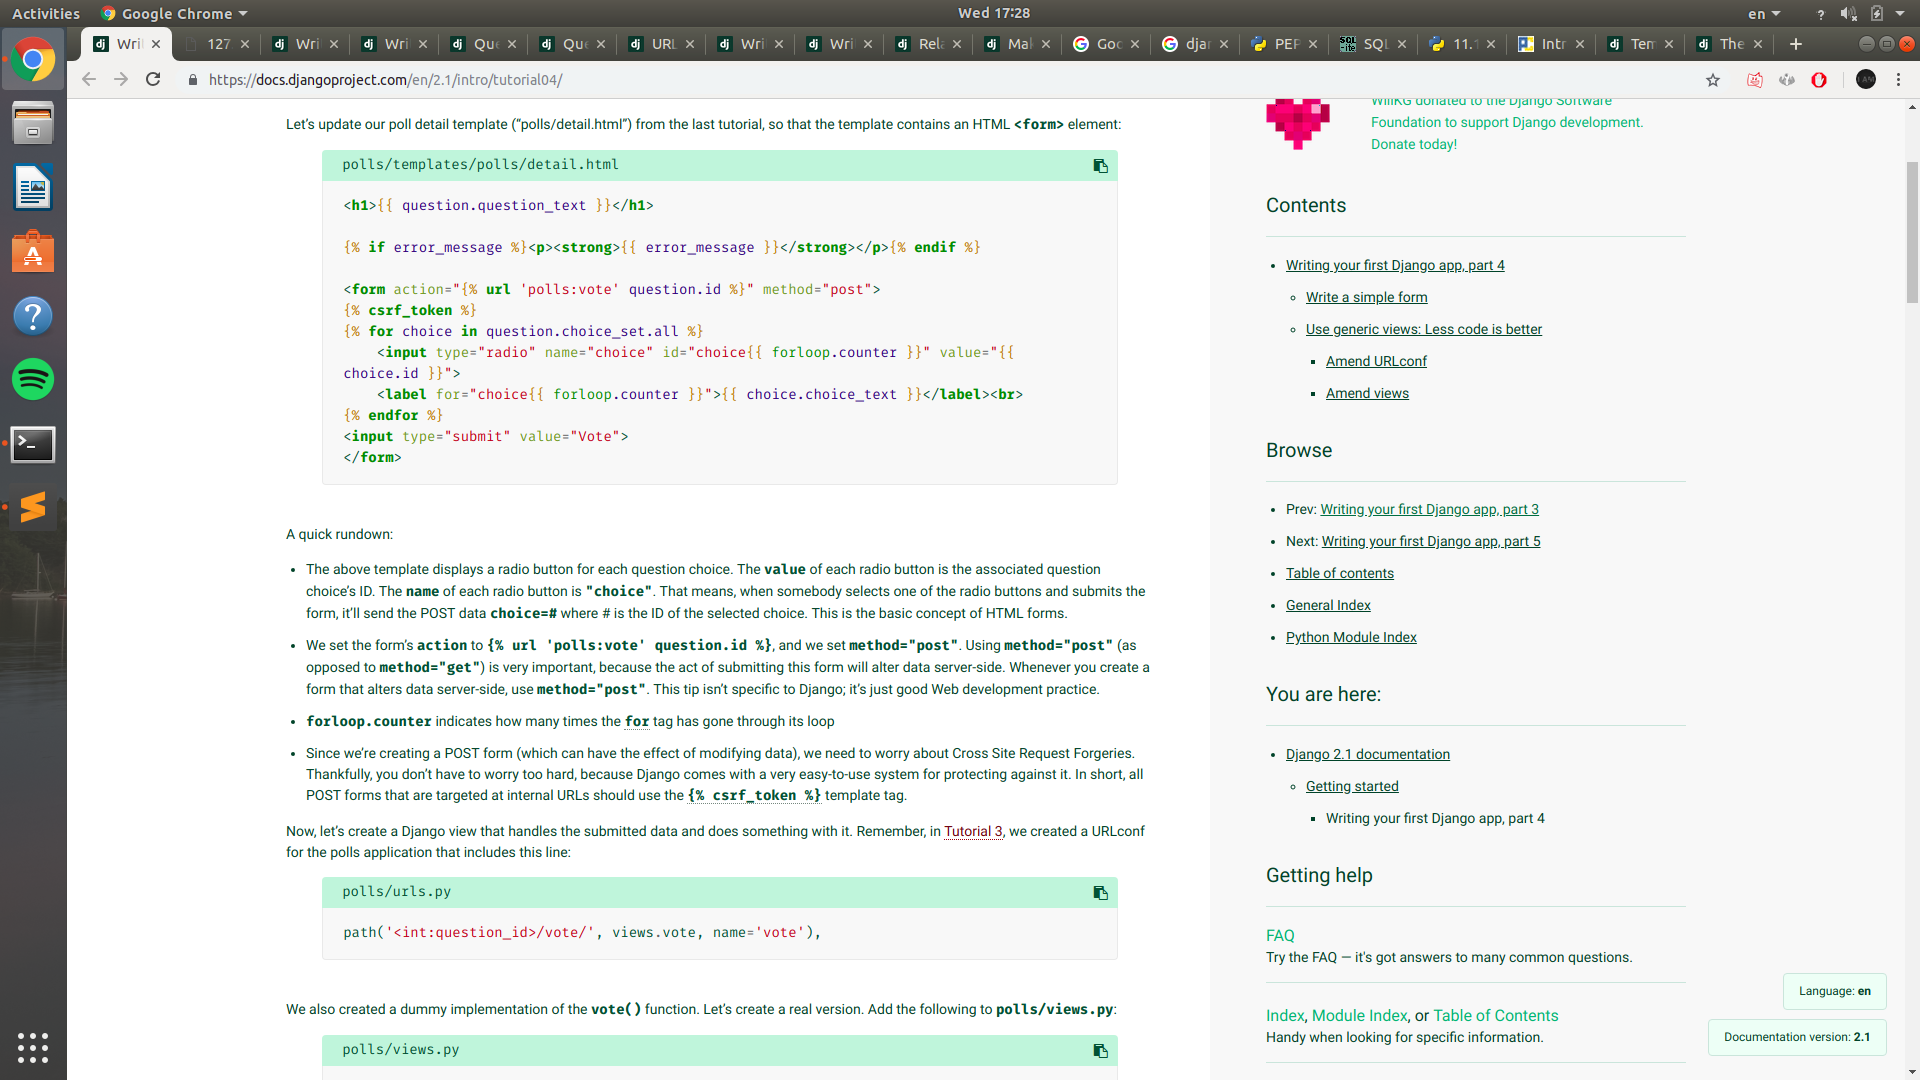 Activities
Google Chrome
Wed 17:28
en
Wri
127
Wri
Wri
Que
Que
URL
Wri
Wri
Rela
Mal
Goo
djar
PEP
SQL
11.1
Intr
Tem
The
https://docs.djangoproject.com/en/2.1/intro/tutorial04/
Let’s update our poll detail template (“polls/detail.html”) from the last tutorial, so that the template contains an HTML <form> element:
polls/templates/polls/detail.html
<h1>{{ question.question_text }}</h1>
{% if error_message %}<p><strong>{{ error_message }}</strong></p>{% endif %}
<form action="{% url 'polls:vote' question.id %}" method="post">
{% csrf_token %}
{% for choice in question.choice_set.all %}
    <input type="radio" name="choice" id="choice{{ forloop.counter }}" value="{{
choice.id }}">
    <label for="choice{{ forloop.counter }}">{{ choice.choice_text }}</label><br>
{% endfor %}
<input type="submit" value="Vote">
</form>
A quick rundown:
The above template displays a radio button for each question choice. The value of each radio button is the associated question
choice’s ID. The name of each radio button is "choice". That means, when somebody selects one of the radio buttons and submits the
form, it’ll send the POST data choice=# where # is the ID of the selected choice. This is the basic concept of HTML forms.
We set the form’s action to {% url 'polls:vote' question.id %}, and we set method="post". Using method="post" (as
opposed to method="get") is very important, because the act of submitting this form will alter data server-side. Whenever you create a
form that alters data server-side, use method="post". This tip isn’t specific to Django; it’s just good Web development practice.
forloop.counter indicates how many times the for tag has gone through its loop
Since we’re creating a POST form (which can have the effect of modifying data), we need to worry about Cross Site Request Forgeries.
Thankfully, you don’t have to worry too hard, because Django comes with a very easy-to-use system for protecting against it. In short, all
POST forms that are targeted at internal URLs should use the {% csrf_token %} template tag.
Now, let’s create a Django view that handles the submitted data and does something with it. Remember, in Tutorial 3, we created a URLconf
for the polls application that includes this line:
polls/urls.py
path('<int:question_id>/vote/', views.vote, name='vote'),
We also created a dummy implementation of the vote() function. Let’s create a real version. Add the following to polls/views.py:
polls/views.py
WillKG donated to the Django Software
Foundation to support Django development.
Donate today!
Contents
Writing your first Django app, part 4
Write a simple form
Use generic views: Less code is better
Amend URLconf
Amend views
Browse
Prev: Writing your first Django app, part 3
Next: Writing your first Django app, part 5
Table of contents
General Index
Python Module Index
You are here:
Django 2.1 documentation
Getting started
Writing your first Django app, part 4
Getting help
FAQ
Try the FAQ — it's got answers to many common questions.
Index, Module Index, or Table of Contents
Handy when looking for specific information.
Language: en
Documentation version: 2.1